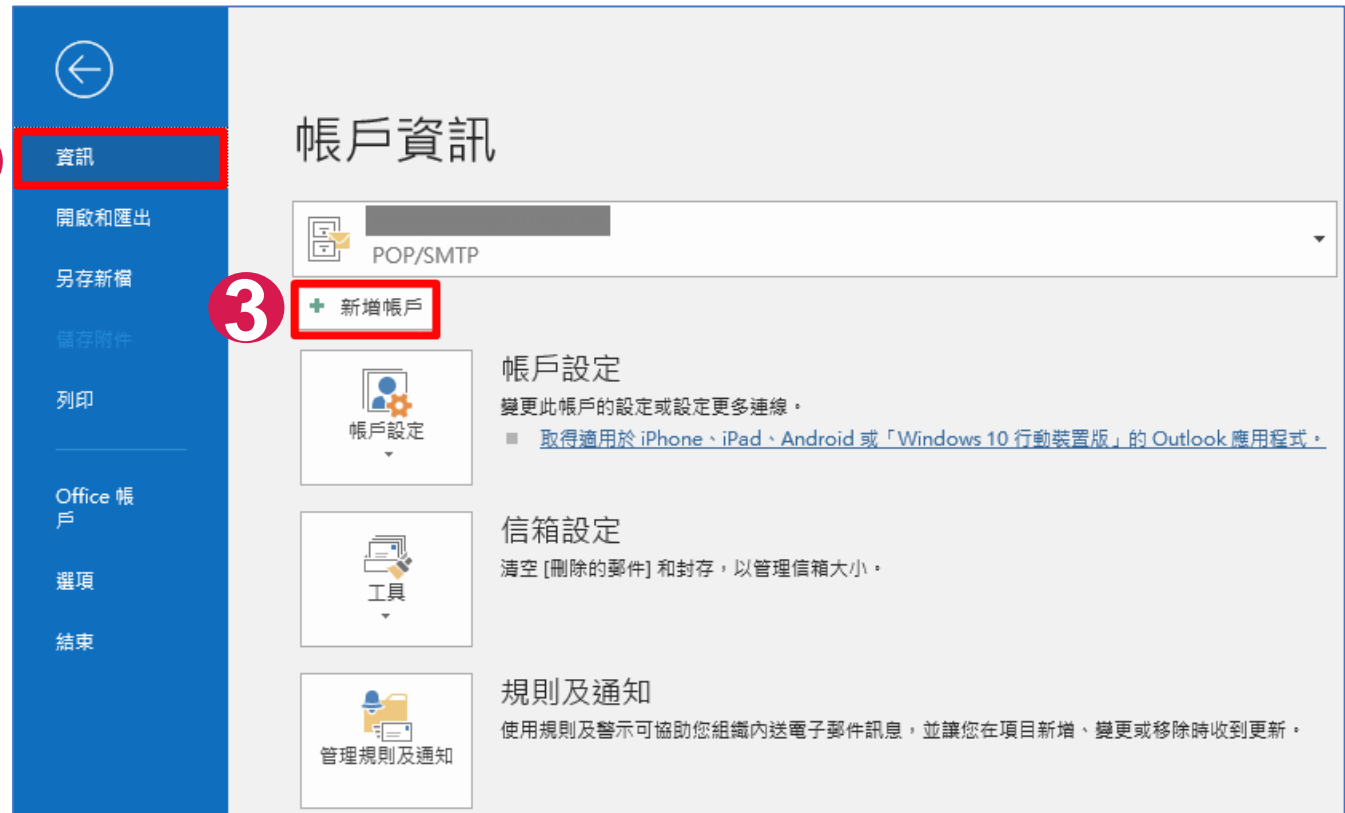 資訊
開啟和匯出
另存新檔
儲存附件
列印
Office 帳
戶
選項
結束
帳戶資訊
POP/SMTP
3
+ 新增帳戶
帳戶設定
帳戶設定
變更此帳戶的設定或設定更多連線。
取得適用於 iPhone、iPad、Android 或「Windows 10 行動裝置版」的 Outlook 應用程式。
工具
信箱設定
清空 [刪除的郵件] 和封存，以管理信箱大小。
管理規則及通知
規則及通知
使用規則及警示可協助您組織內送電子郵件訊息，並讓您在項目新增、變更或移除時收到更新。